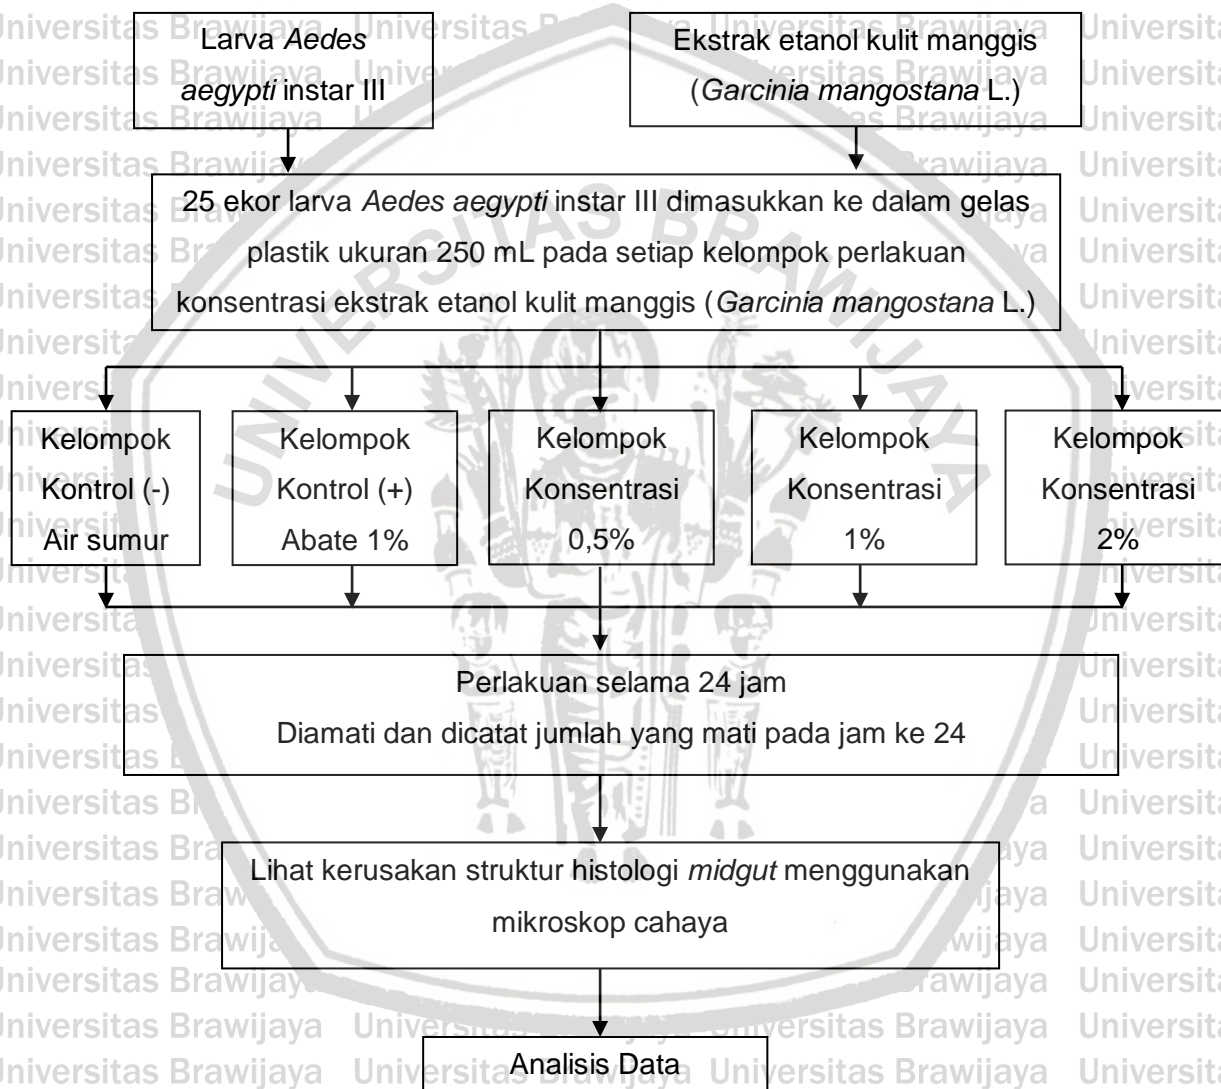 Larva Aedes
aegypti instar III
Ekstrak etanol kulit manggis
(Garcinia mangostana L.)
25 ekor larva Aedes aegypti instar III dimasukkan ke dalam gelas
plastik ukuran 250 mL pada setiap kelompok perlakuan
konsentrasi ekstrak etanol kulit manggis (Garcinia mangostana L.)
Kelompok
Kontrol (-)
Air sumur
Kelompok
Kontrol (+)
Abate 1%
Kelompok
Konsentrasi
0,5%
Kelompok
Konsentrasi
1%
Kelompok
Konsentrasi
2%
Perlakuan selama 24 jam
Diamati dan dicatat jumlah yang mati pada jam ke 24
Lihat kerusakan struktur histologi midgut menggunakan
mikroskop cahaya
Analisis Data
UNIVERSITAS BRAWIJAYA